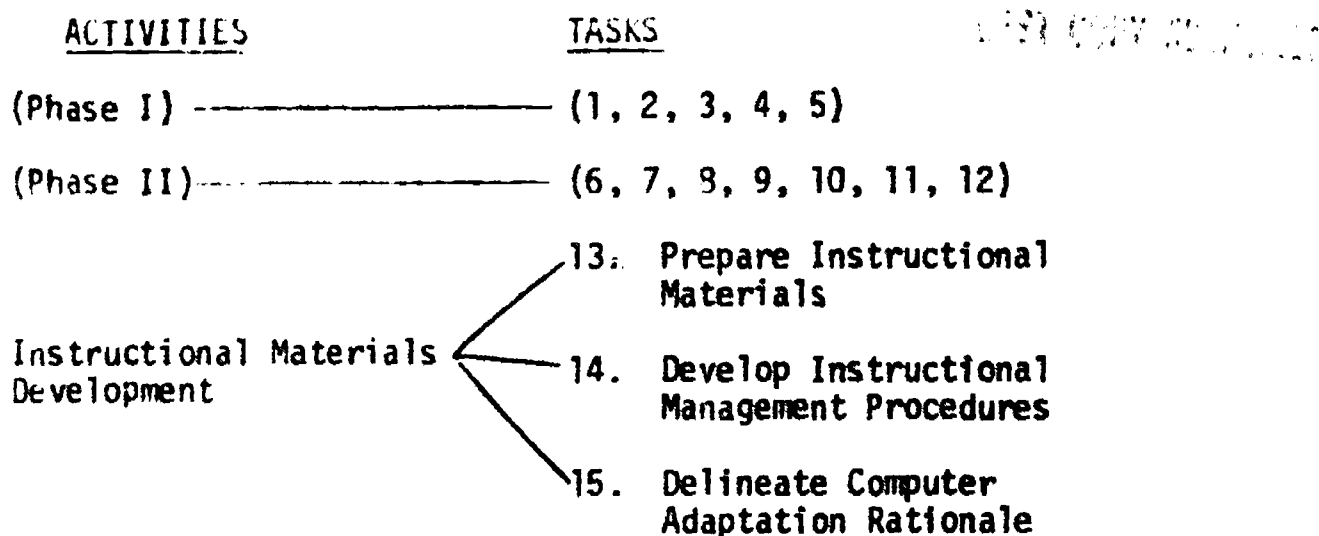 ACTIVITIES TASKS
(Phase I) (1, 2, 3, 4, 5)
(Phase II) (6, 7, 8, 9, 10, 11, 12)
13. Prepare Instructional
Materials
Instructional Materials
Development
14. Develop Instructional
Management Procedures
15. Delineate Computer
Adaptation Rationale